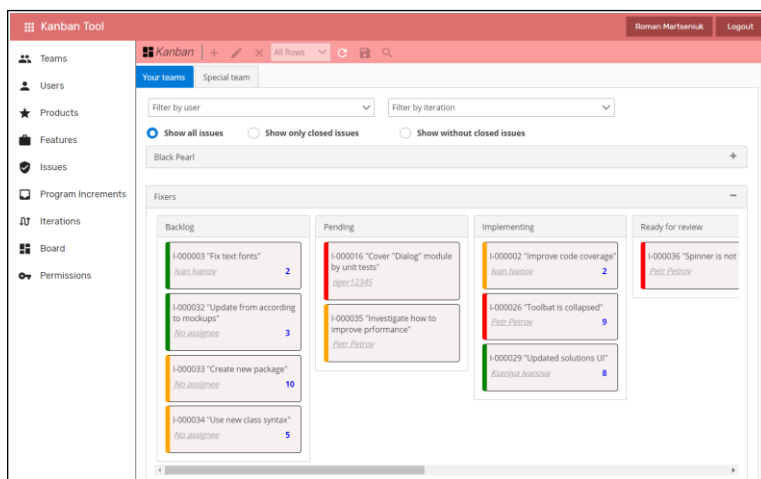 Kanban Tool
Roman Martseniuk
Logout
Teams
Users
Products
Features
Issues
Program Increments
Iterations
Board
Permissions
Kanban
All Rows
Your teams
Special team
Filter by user
Filter by iteration
Show all issues
Show only closed issues
Show without closed issues
Black Pearl
Fixers
Backlog
I-000003 "Fix text fonts"
Ivan Ivanov
2
I-000032 "Update from according
to mockups"
No assignee
3
I-000033 "Create new package"
No assignee
10
I-000034 "Use new class syntax"
No assignee
5
Pending
I-000016 "Cover "Dialog" module
by unit tests"
tiger12345
I-000035 "Investigate how to
improve prformance"
Petr Petrov
Implementing
I-000002 "Improve code coverage"
Ivan Ivanov
2
I-000026 "Toolbat is collapsed"
Petr Petrov
9
I-000029 "Updated solutions UI"
Kseniya Ivanova
8
Ready for review
I-000036 "Spinner is not
Petr Petrov